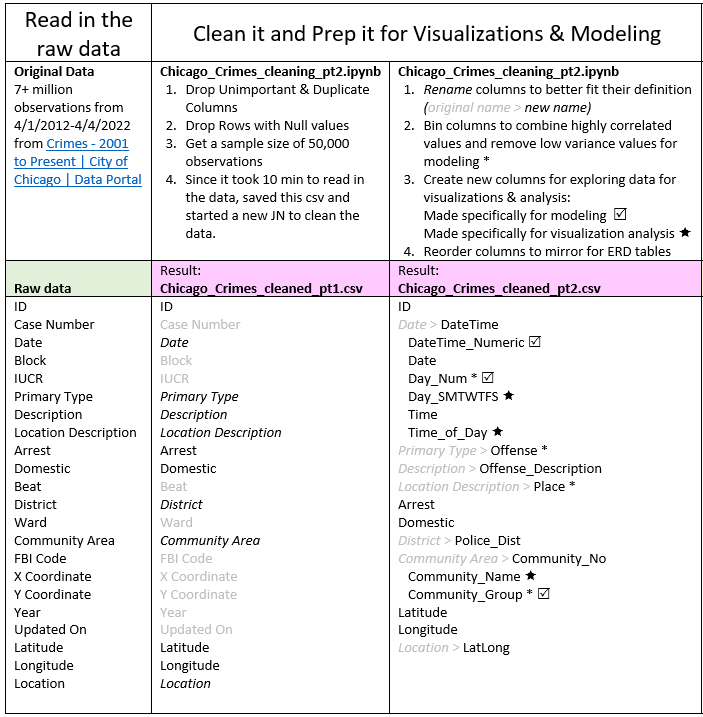 Read in the
raw data
Clean it and Prep it for Visualizations & Modeling
Original Data
7+ million
observations from
4/1/2012-4/4/2022
from Crimes - 2001
to Present | City of
Chicago | Data Portal
Chicago_Crimes_cleaning_pt2.ipynb
1. Drop Unimportant & Duplicate
Columns
2. Drop Rows with Null values
3. Get a sample size of 50,000
observations
4. Since it took 10 min to read in
the data, saved this csv and
started a new JN to clean the
data.
Chicago_Crimes_cleaning_pt2.ipynb
1. Rename columns to better fit their definition
(original name > new name)
2. Bin columns to combine highly correlated
values and remove low variance values for
modeling *
3. Create new columns for exploring data for
visualizations & analysis:
Made specifically for modeling ☑
Made specifically for visualization analysis ★
4. Reorder columns to mirror for ERD tables
Raw data
Result:
Chicago_Crimes_cleaned_pt1.csv
Result:
Chicago_Crimes_cleaned_pt2.csv
ID
Case Number
Date
Block
IUCR
Primary Type
Description
Location Description
Arrest
Domestic
Beat
District
Ward
Community Area
FBI Code
X Coordinate
Y Coordinate
Year
Updated On
Latitude
Longitude
Location
ID
Case Number
Date
Block
IUCR
Primary Type
Description
Location Description
Arrest
Domestic
Beat
District
Ward
Community Area
FBI Code
X Coordinate
Y Coordinate
Year
Updated On
Latitude
Longitude
Location
ID
Date > DateTime
DateTime_Numeric ☑
Date
Day_Num * ☑
Day_SMTWTFS ★
Time
Time_of_Day ★
Primary Type > Offense *
Description > Offense_Description
Location Description > Place *
Arrest
Domestic
District > Police_Dist
Community Area > Community_No
Community_Name ★
Community_Group * ☑
Latitude
Longitude
Location > LatLong